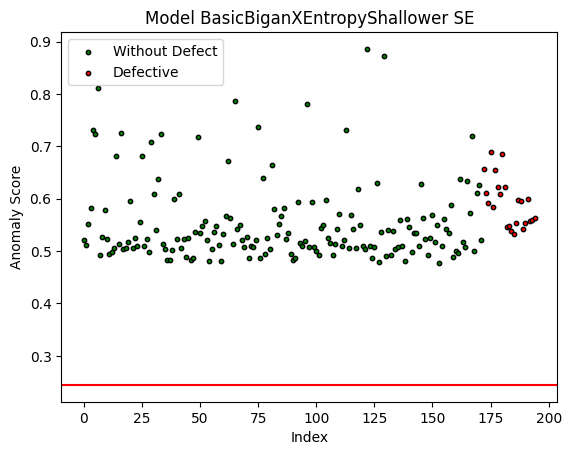 Model BasicBiganXEntropyShallower SE
Without Defect
Defective
Anomaly Score
0.9
0.8
0.7
0.6
0.5
0.4
0.3
0 25 50 75 100 125 150 175 200
Index